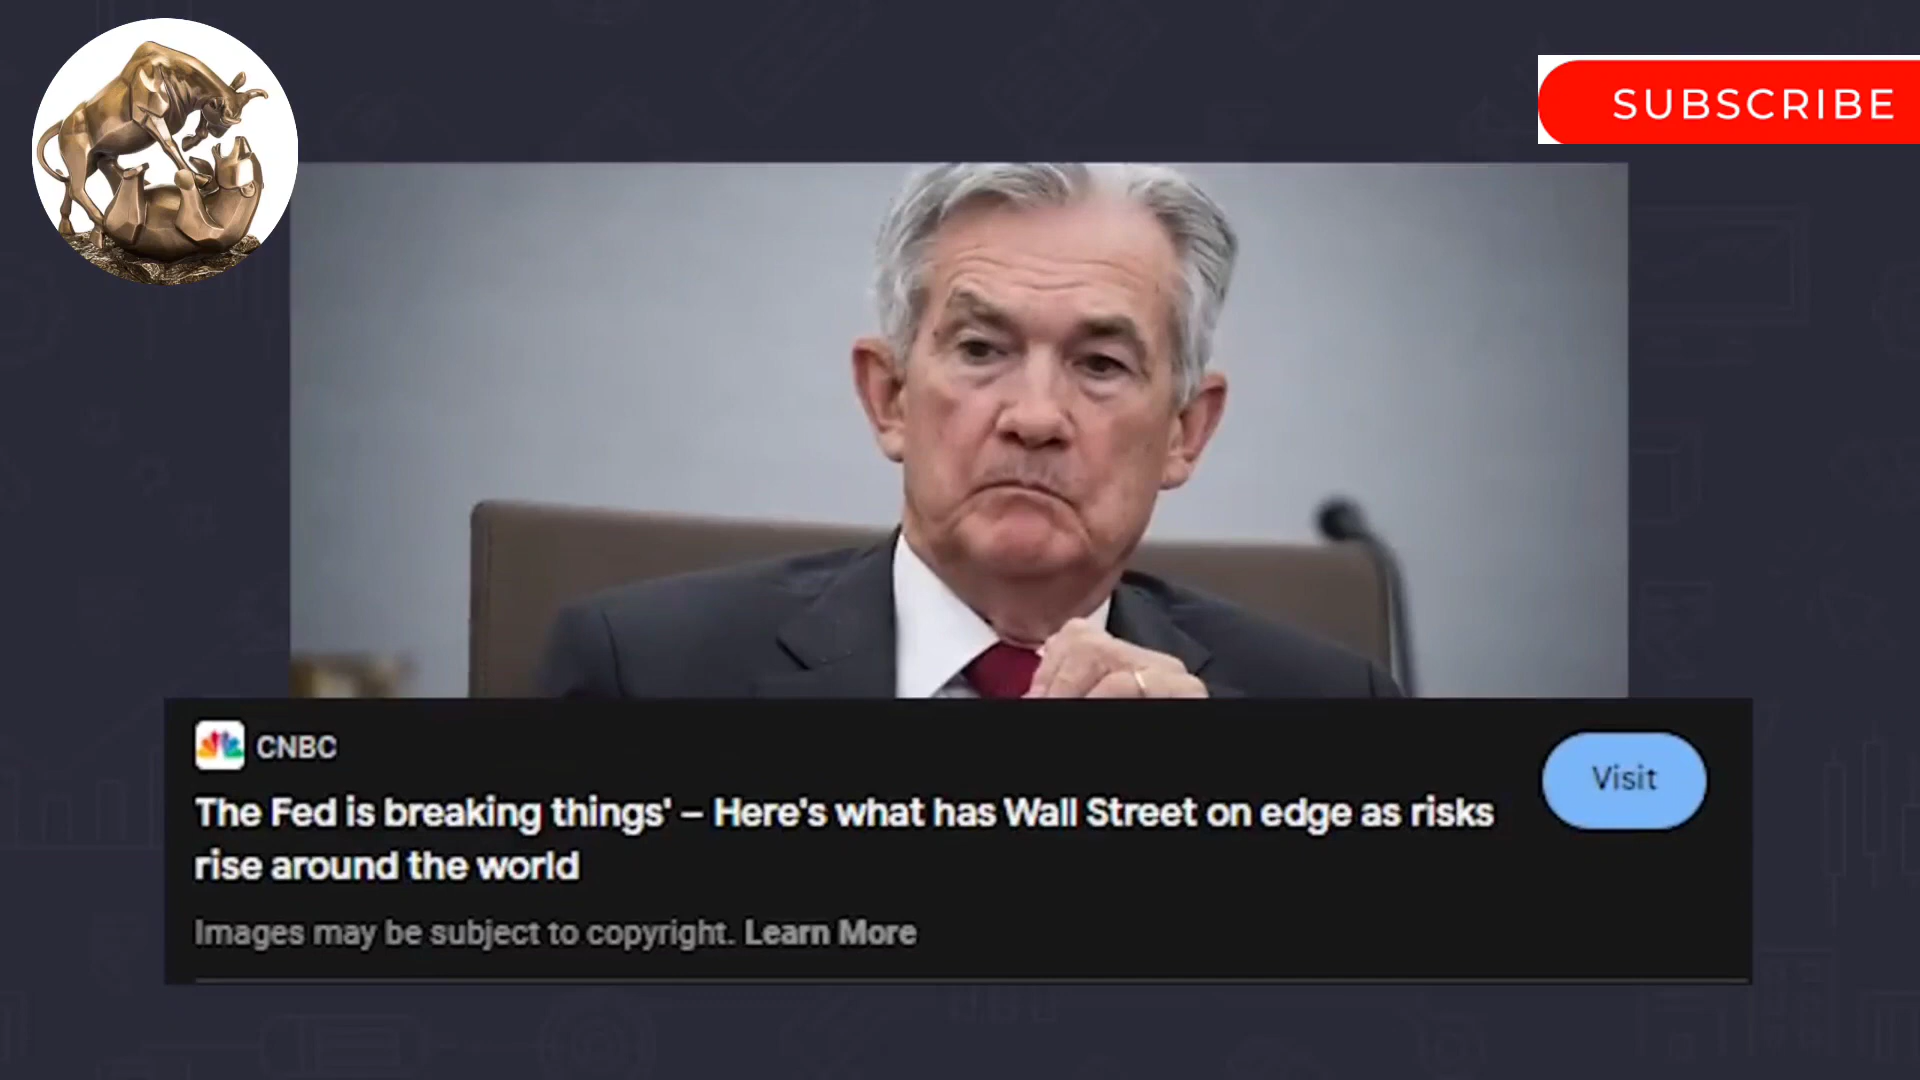 SUBSCRIBE
CNBC
The Fed is breaking things' – Here's what has Wall Street on edge as risks
rise around the world
Visit
Images may be subject to copyright. Learn More